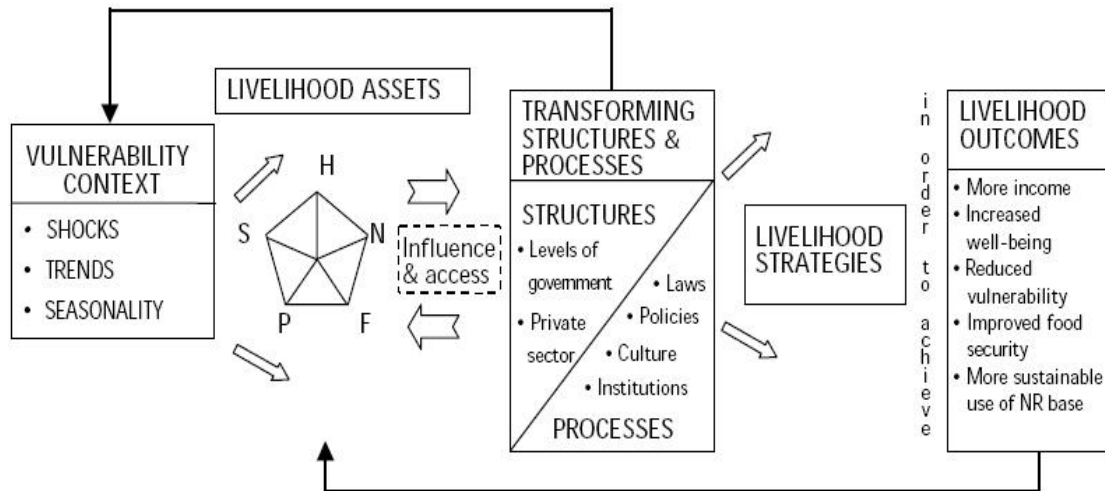 LIVELIHOOD ASSETS
VULNERABILITY
CONTEXT
• SHOCKS
• TRENDS
• SEASONALITY
H
S
N
P
F
Influence
& access
TRANSFORMING
STRUCTURES &
PROCESSES
STRUCTURES
• Levels of
government
• Private
sector
• Laws
• Policies
• Culture
• Institutions
PROCESSES
LIVELIHOOD
STRATEGIES
in order to achieve
LIVELIHOOD
OUTCOMES
• More income
• Increased
well-being
• Reduced
vulnerability
• Improved food
security
• More sustainable
use of NR base